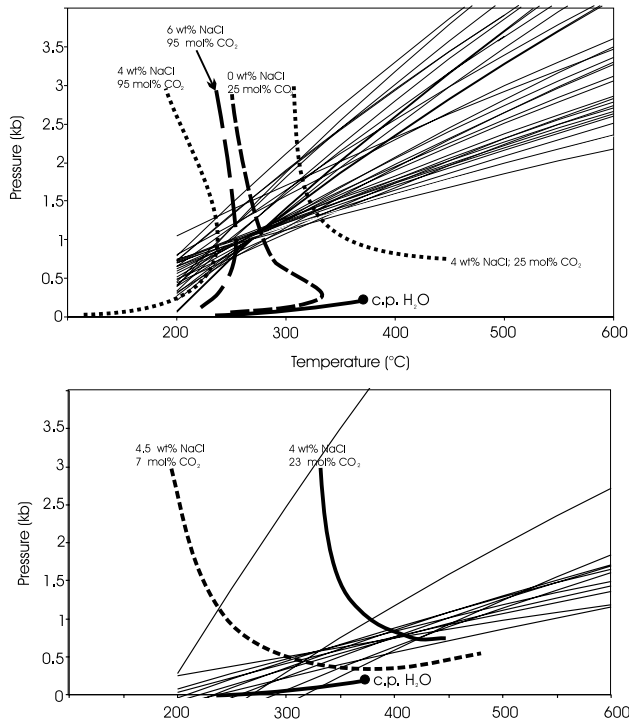 6 wt% NaCl
95 mol% CO₂
4 wt% NaCl
95 mol% CO₂
0 wt% NaCl
25 mol% CO
3.5
3
2.5
2
1.5
1
0.5
0
Pressure (kb)
4 wt% NaCl; 25 mol% CO₂
c.p. H₂O
200
300
400
500
600
Temperature (°C)
4,5 wt% NaCl
7 mol% CO₂
4 wt% NaCl
23 mol% CO₂
3.5
3
2.5
2
1.5
1
0.5
0
Pressure (kb)
c.p. H₂O
200
300
400
500
600